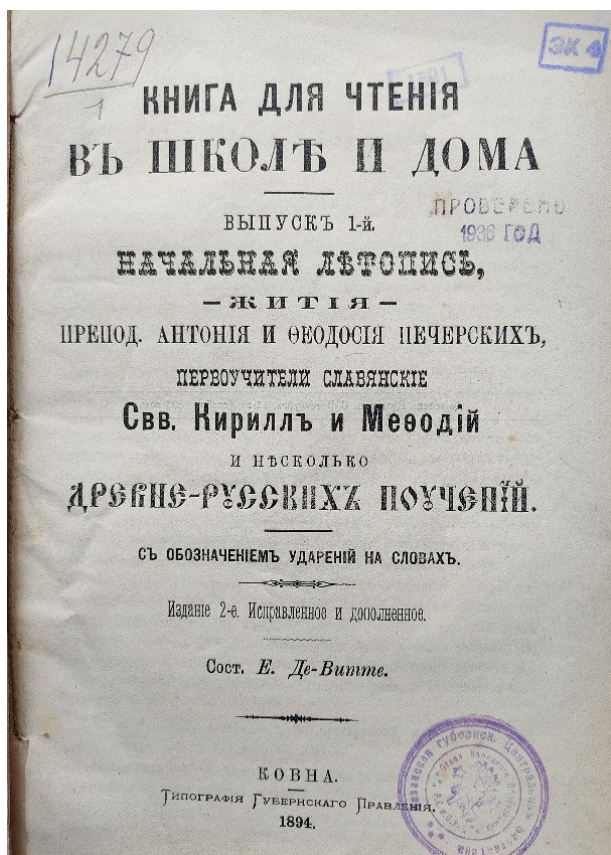 14279
1
ЭК 4
КНИГА ДЛЯ ЧТЕНІЯ
ВЪ ШКОЛѢ И ДОМА
ПРОВЕРЕНО
1936 ГОД
ВЫПУСКЪ 1-й.
НАЧАЛЬНАЯ ЛѢТОПИСЬ,
— ЖИТІЯ —
ПРЕПОД. АНТОНІЯ И ѲЕОДОСІЯ ПЕЧЕРСКИХЪ,
ПЕРВОУЧИТЕЛИ СЛАВЯНСКІЕ
Свв. Кириллъ и Меѳодій
И НѢСКОЛЬКО
ДРЕВНЕ-РУССКИХЪ ПОУЧЕНІЙ.
СЪ ОБОЗНАЧЕНІЕМЪ УДАРЕНІЙ НА СЛОВАХЪ.
Изданіе 2-е. Исправленное и дополненное.
Сост. Е. Де-Витте.
КОВНА.
Типографія Губернскаго Правленія.
1894.
губернск. Центральн